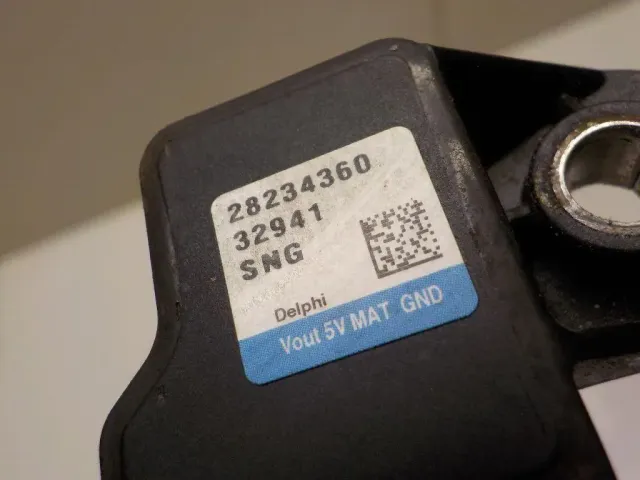 28234360
32941
SNG
Delphi
Vout 5V MAT GND